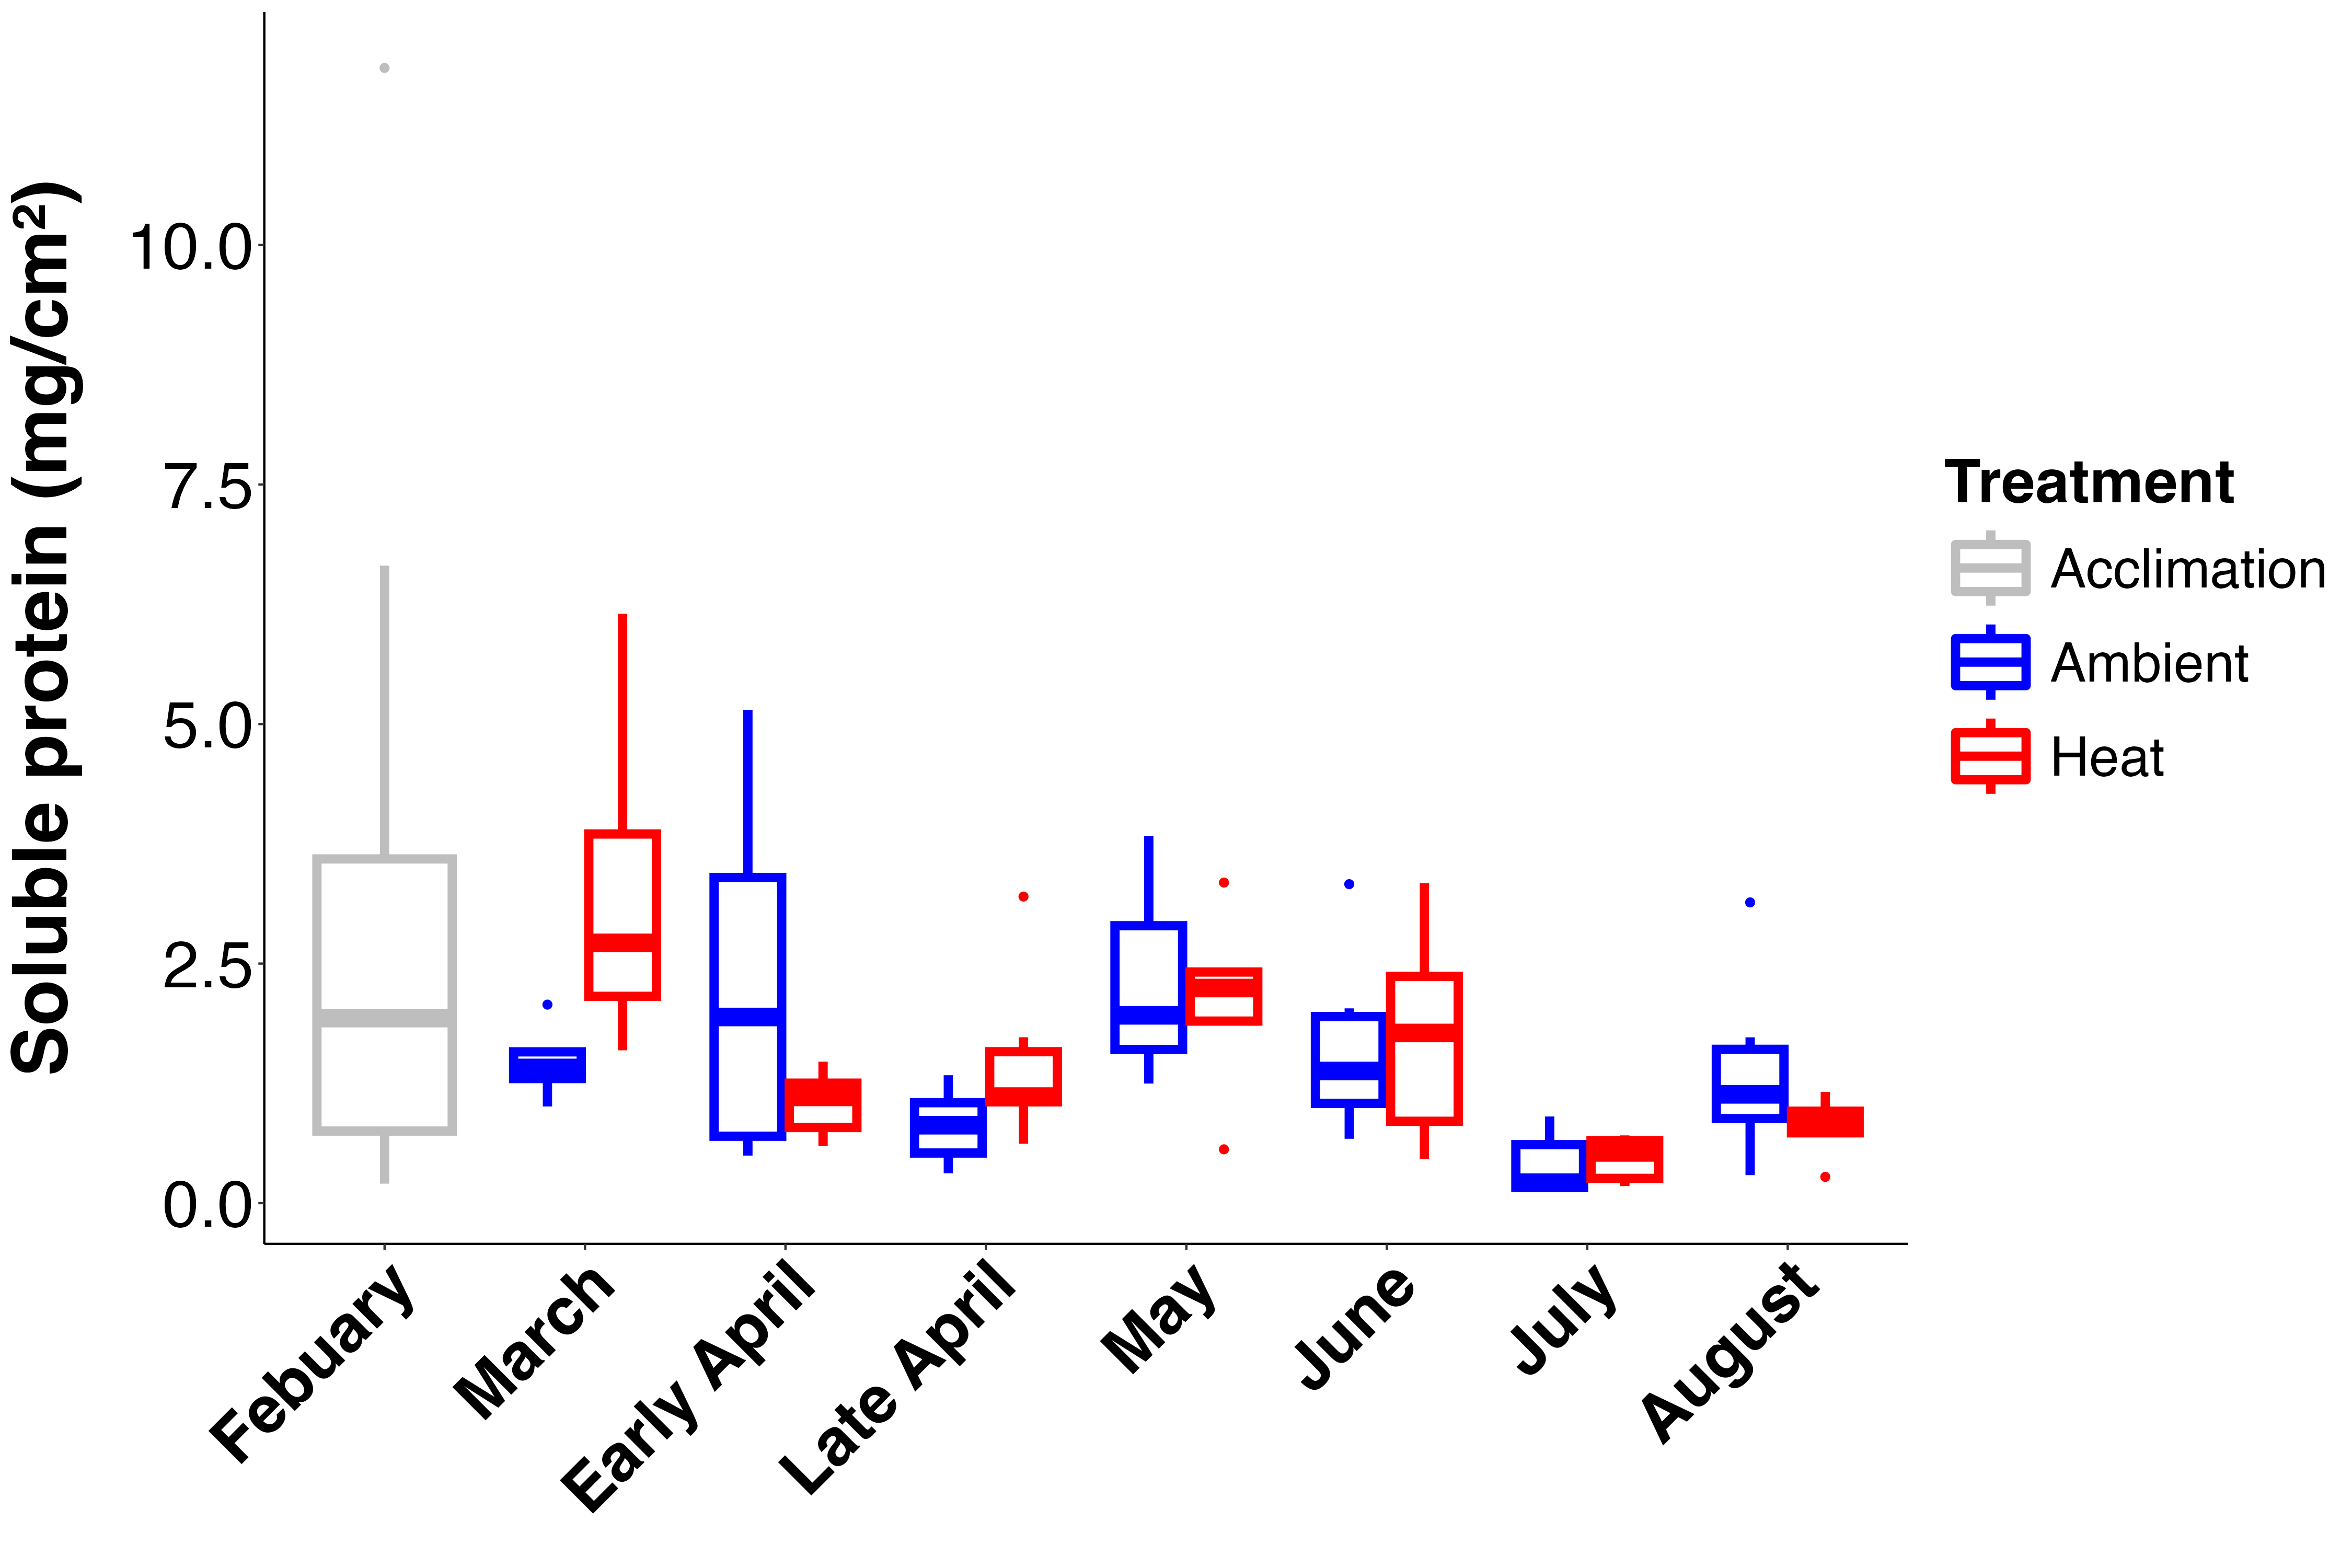 Soluble protein (mg/cm²)
10.0
7.5
5.0
2.5
0.0
Febuary
March
Early April
Late April
May
June
July
August
Treatment
Acclimation
Ambient
Heat